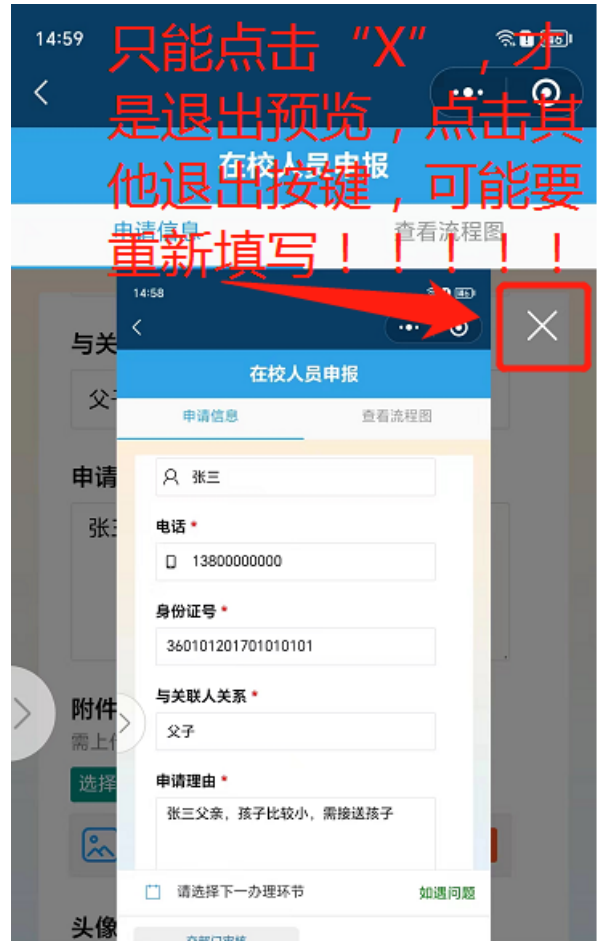 14:59
只能点击“X”,才
是退出预览,点击其
他退出按键,可能要
重新填写!!!!!
在校人员申报
申请信息
查看流程图
14:58
在校人员申报
申请信息
查看流程图
与关
父
张三
申请
电话 *
张三
13800000000
身份证号 *
360101201701010101
与关联人关系 *
附件
父子
需上传
申请理由 *
选择
张三父亲，孩子比较小，需接送孩子
请选择下一办理环节
如遇问题
头像